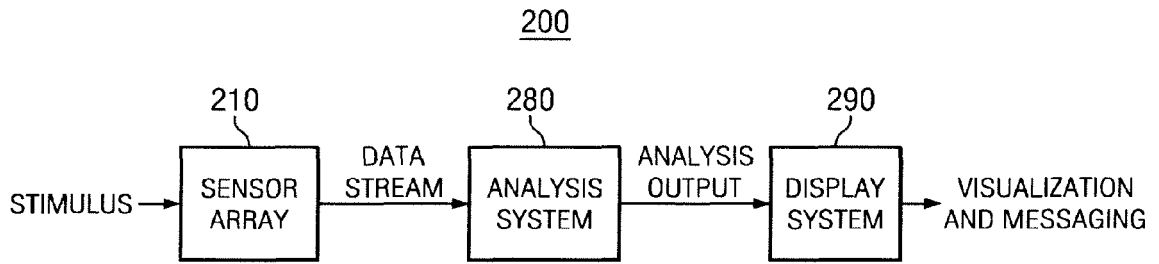 200
210
280
290
STIMULUS
SENSOR
ARRAY
DATA
STREAM
ANALYSIS
SYSTEM
ANALYSIS
OUTPUT
DISPLAY
SYSTEM
VISUALIZATION
AND MESSAGING